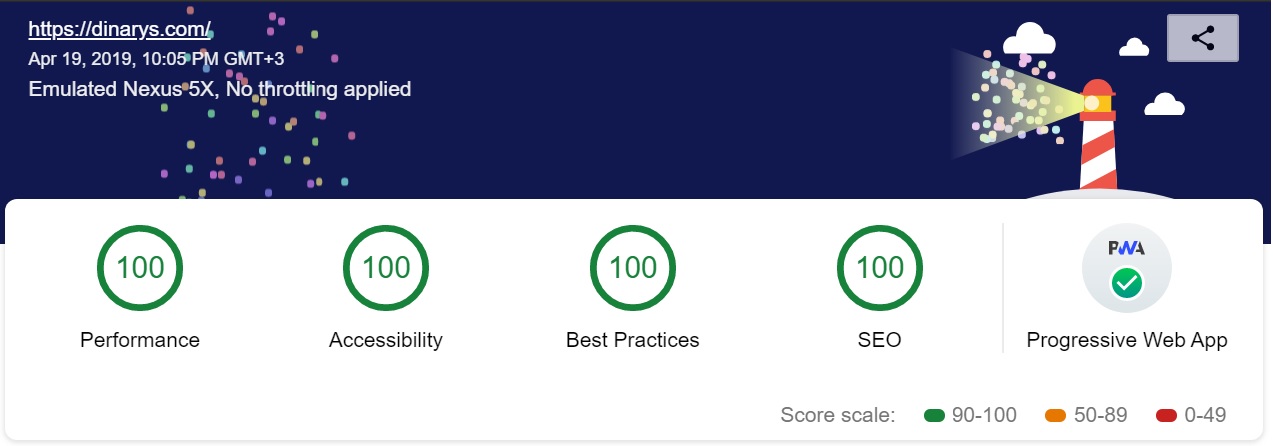 https://dinarys.com/
Apr 19, 2019, 10:05 PM GMT+3
Emulated Nexus 5X, No throttling applied
100
100
100
100
PWA
Performance
Accessibility
Best Practices
SEO
Progressive Web App
Score scale: 90-100 50-89 0-49